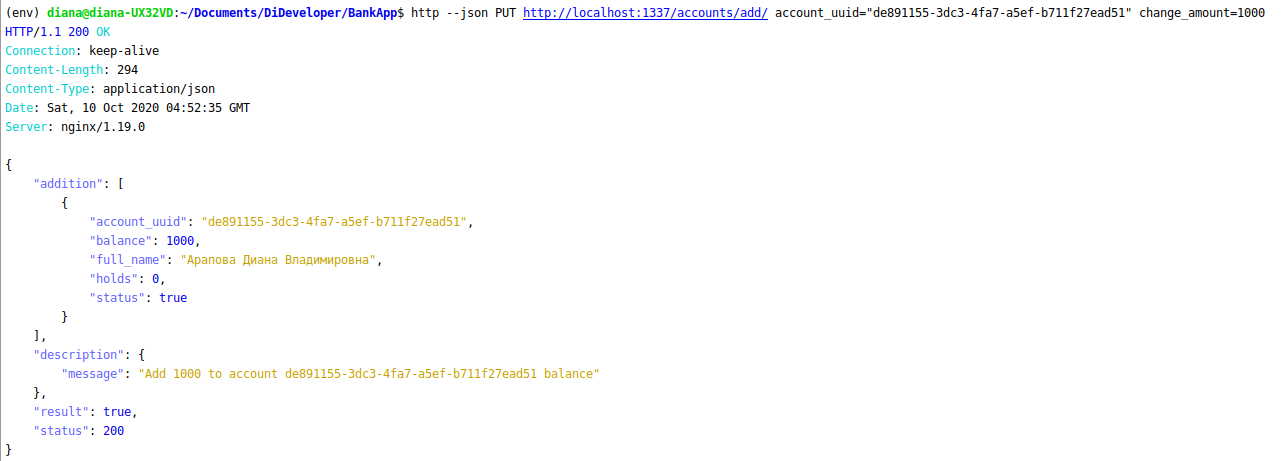 (env) diana@diana-UX32VD:~/Documents/DiDeveloper/BankApp$ http --json PUT http://localhost:1337/accounts/add/ account_uuid="de891155-3dc3-4fa7-a5ef-b711f27ead51" change_amount=1000
HTTP/1.1 200 OK
Connection: keep-alive
Content-Length: 294
Content-Type: application/json
Date: Sat, 10 Oct 2020 04:52:35 GMT
Server: nginx/1.19.0

{
    "addition": [
        {
            "account_uuid": "de891155-3dc3-4fa7-a5ef-b711f27ead51",
            "balance": 1000,
            "full_name": "Арапова Диана Владимировна",
            "holds": 0,
            "status": true
        }
    ],
    "description": {
        "message": "Add 1000 to account de891155-3dc3-4fa7-a5ef-b711f27ead51 balance"
    },
    "result": true,
    "status": 200
}